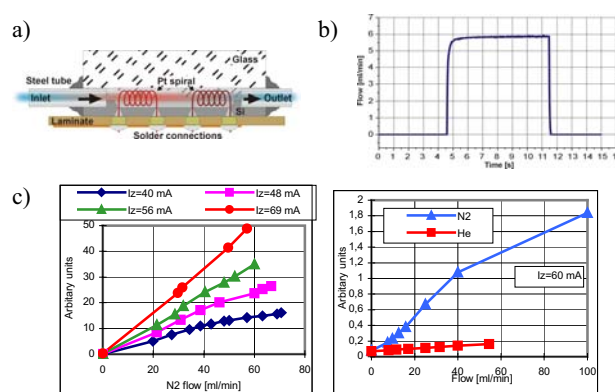 a)
Glass
Steel tube
Pt spiral
Inlet
Outlet
Si
Laminate
Solder connections
b)
Flow [ml/min]
7
6
5
4
3
2
1
0
0 1 2 3 4 5 6 7 8 9 10 11 12 13 14 15
Time [s]
c)
Iz=40 mA
Iz=48 mA
Iz=56 mA
Iz=69 mA
Arbitary units
50
40
30
20
10
0
0 20 40 60 80
N2 flow [ml/min]
N2
He
Iz=60 mA
Arbitary units
2
1,8
1,6
1,4
1,2
1
0,8
0,6
0,4
0,2
0
0 20 40 60 80 100
Flow [ml/min]